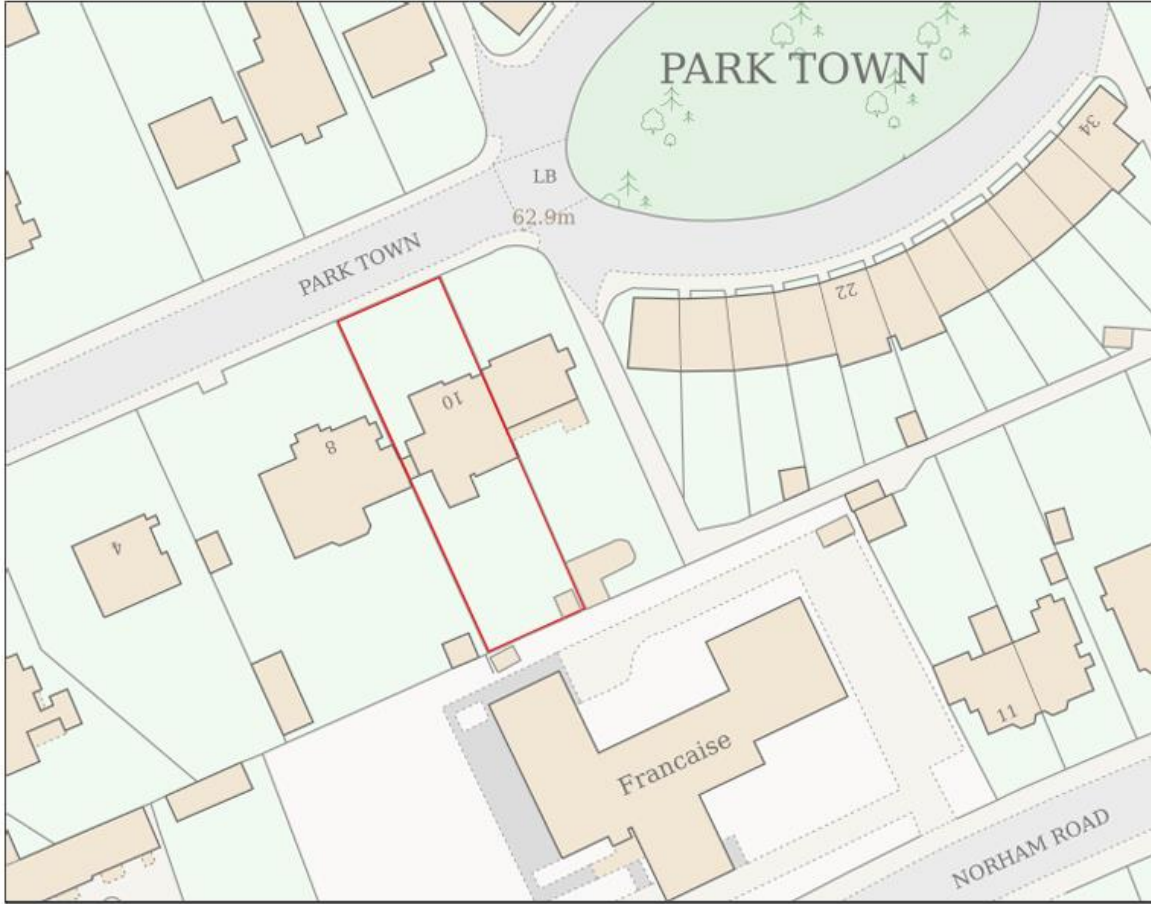 PARK TOWN
34
LB
62.9m
PARK TOWN
22
10
8
4
Francaise
11
NORHAM ROAD